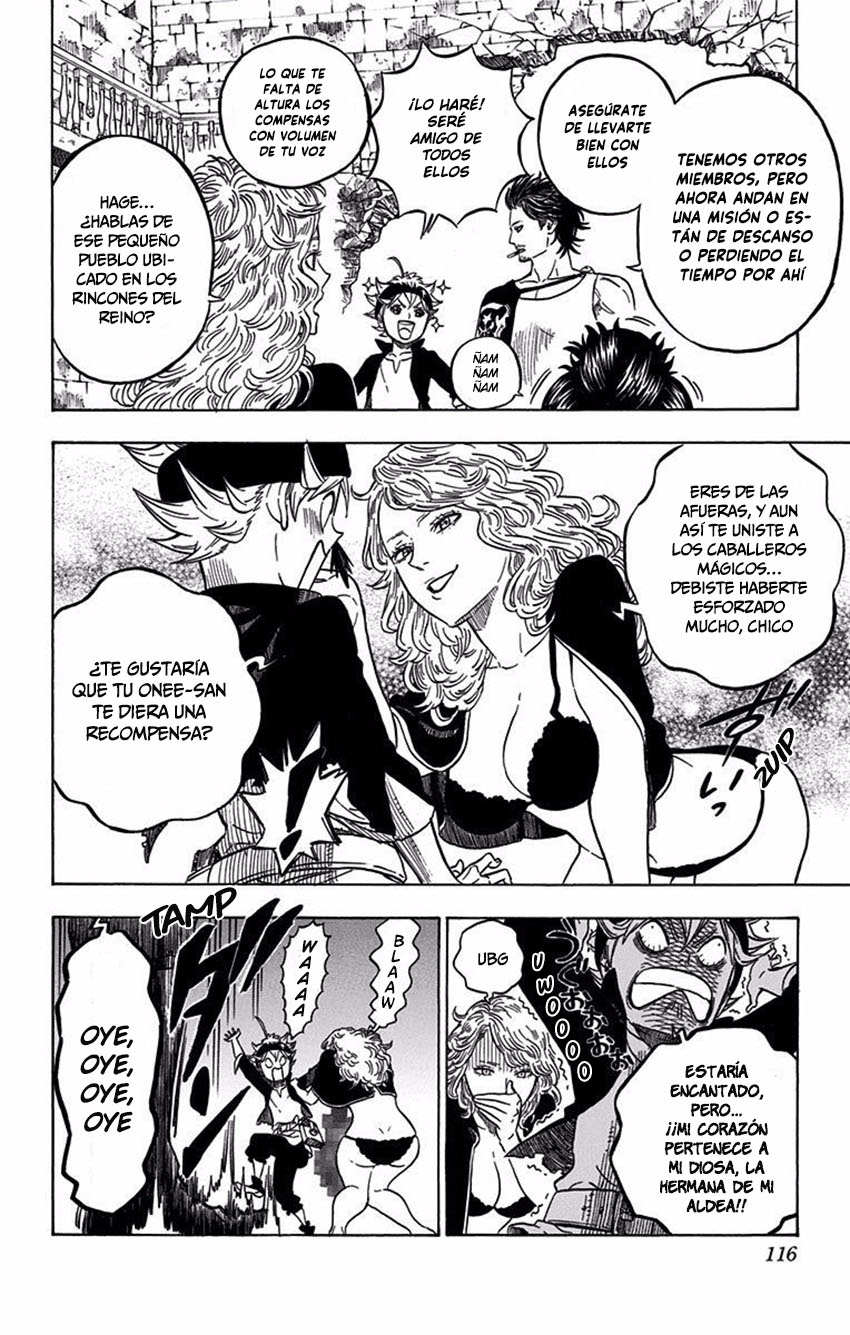 TENEMOS OTROS
MIEMBROS, PERO
AHORA ANDAN EN
UNA MISIÓN O ES-
TÁN DE DESCANSO
O PERDIENDO EL
TIEMPO POR AHÍ
ASEGÚRATE
DE LLEVARTE
BIEN CON
ELLOS
¡LO HARÉ!
SERÉ
AMIGO DE
TODOS
ELLOS
LO QUE TE
FALTA DE
ALTURA LOS
COMPENSAS
CON VOLUMEN
DE TU VOZ
HAGE...
¿HABLAS DE
ESE PEQUEÑO
PUEBLO UBI-
CADO EN LOS
RINCONES DEL
REINO?
ÑAM
ÑAM
ÑAM
ERES DE LAS
AFUERAS, Y AUN
ASÍ TE UNISTE A
LOS CABALLEROS
MÁGICOS...
DEBISTE HABERTE
ESFORZADO
MUCHO, CHICO
¿TE GUSTARÍA
QUE TU ONEE-SAN
TE DIERA UNA
RECOMPENSA?
!
ZUIP
ESTARÍA
ENCANTADO,
PERO...
¡¡MI CORAZÓN
PERTENECE A
MI DIOSA, LA
HERMANA DE MI
ALDEA!!
UWOOOOO
UBG
BLAAW
WAAAA
TAMP
OYE,
OYE,
OYE,
OYE
116